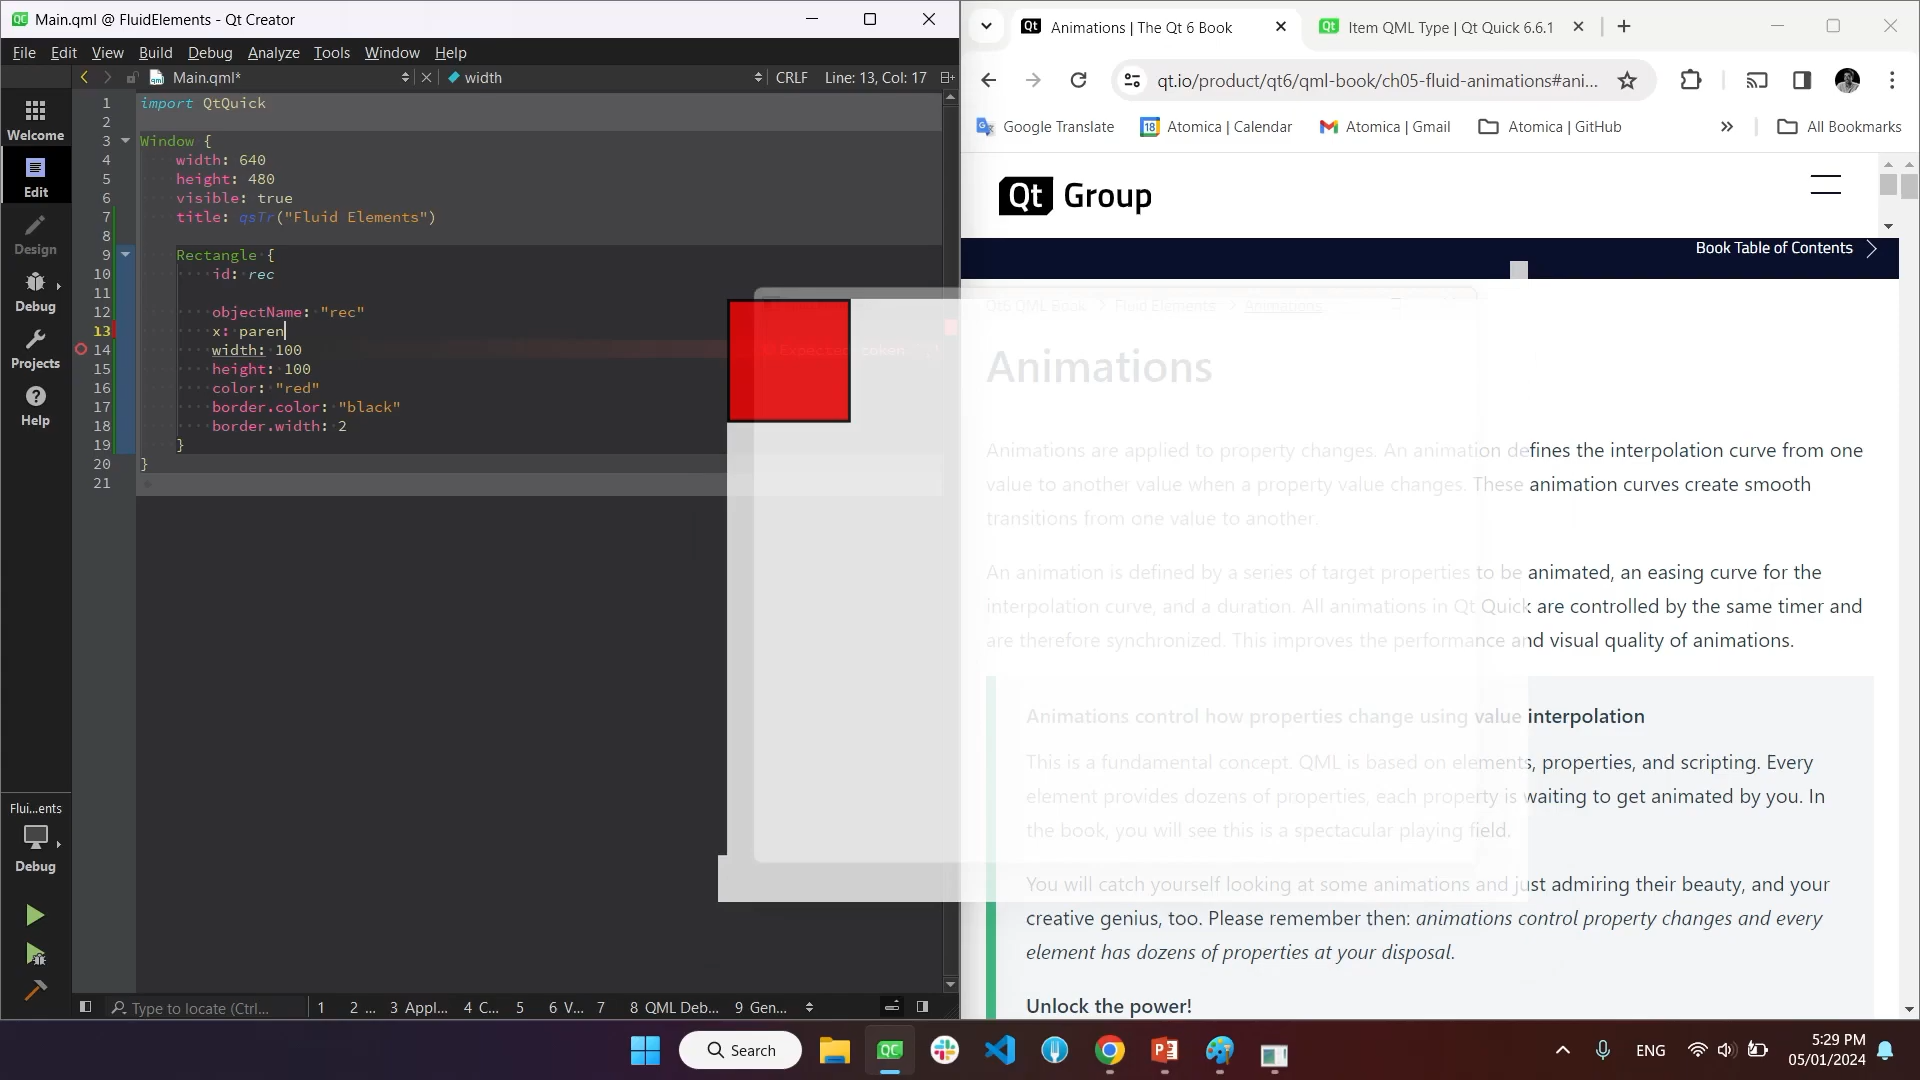 Main.qml @ FluidElements - Qt Creator
File Edit View Build Debug Analyze Tools Window Help
Main.qml* width CRLF Line: 13, Col: 17
Welcome
Edit
Design
Debug
Projects
Help
Flui...ents
Debug
1 import QtQuick
2
3 Window {
4 width: 640
5 height: 480
6 visible: true
7 title: qsTr("Fluid Elements")
8
9 Rectangle {
10 id: rec
11
12 objectName: "rec"
13 x: paren
14 width: 100
15 height: 100
16 color: "red"
17 border.color: "black"
18 border.width: 2
19 }
20 }
21
Expected token
Type to locate (Ctrl... 1 2 ... 3 Appl... 4 C... 5 6 V... 7 8 QML Deb... 9 Gen...
Animations | The Qt 6 Book Item QML Type | Qt Quick 6.6.1
qt.io/product/qt6/qml-book/ch05-fluid-animations#ani...
Google Translate Atomica | Calendar Atomica | Gmail Atomica | GitHub All Bookmarks
Qt Group
Book Table of Contents
Qt6 QML Book Fluid Elements Animations
Animations
Animations are applied to property changes. An animation defines the interpolation curve from one
value to another value when a property value changes. These animation curves create smooth
transitions from one value to another.
An animation is defined by a series of target properties to be animated, an easing curve for the
interpolation curve, and a duration. All animations in Qt Quick are controlled by the same timer and
are therefore synchronized. This improves the performance and visual quality of animations.
Animations control how properties change using value interpolation
This is a fundamental concept. QML is based on elements, properties, and scripting. Every
element provides dozens of properties, each property is waiting to get animated by you. In
the book, you will see this is a spectacular playing field.
You will catch yourself looking at some animations and just admiring their beauty, and your
creative genius, too. Please remember then: animations control property changes and every
element has dozens of properties at your disposal.
Unlock the power!
Search
ENG
5:29 PM
05/01/2024